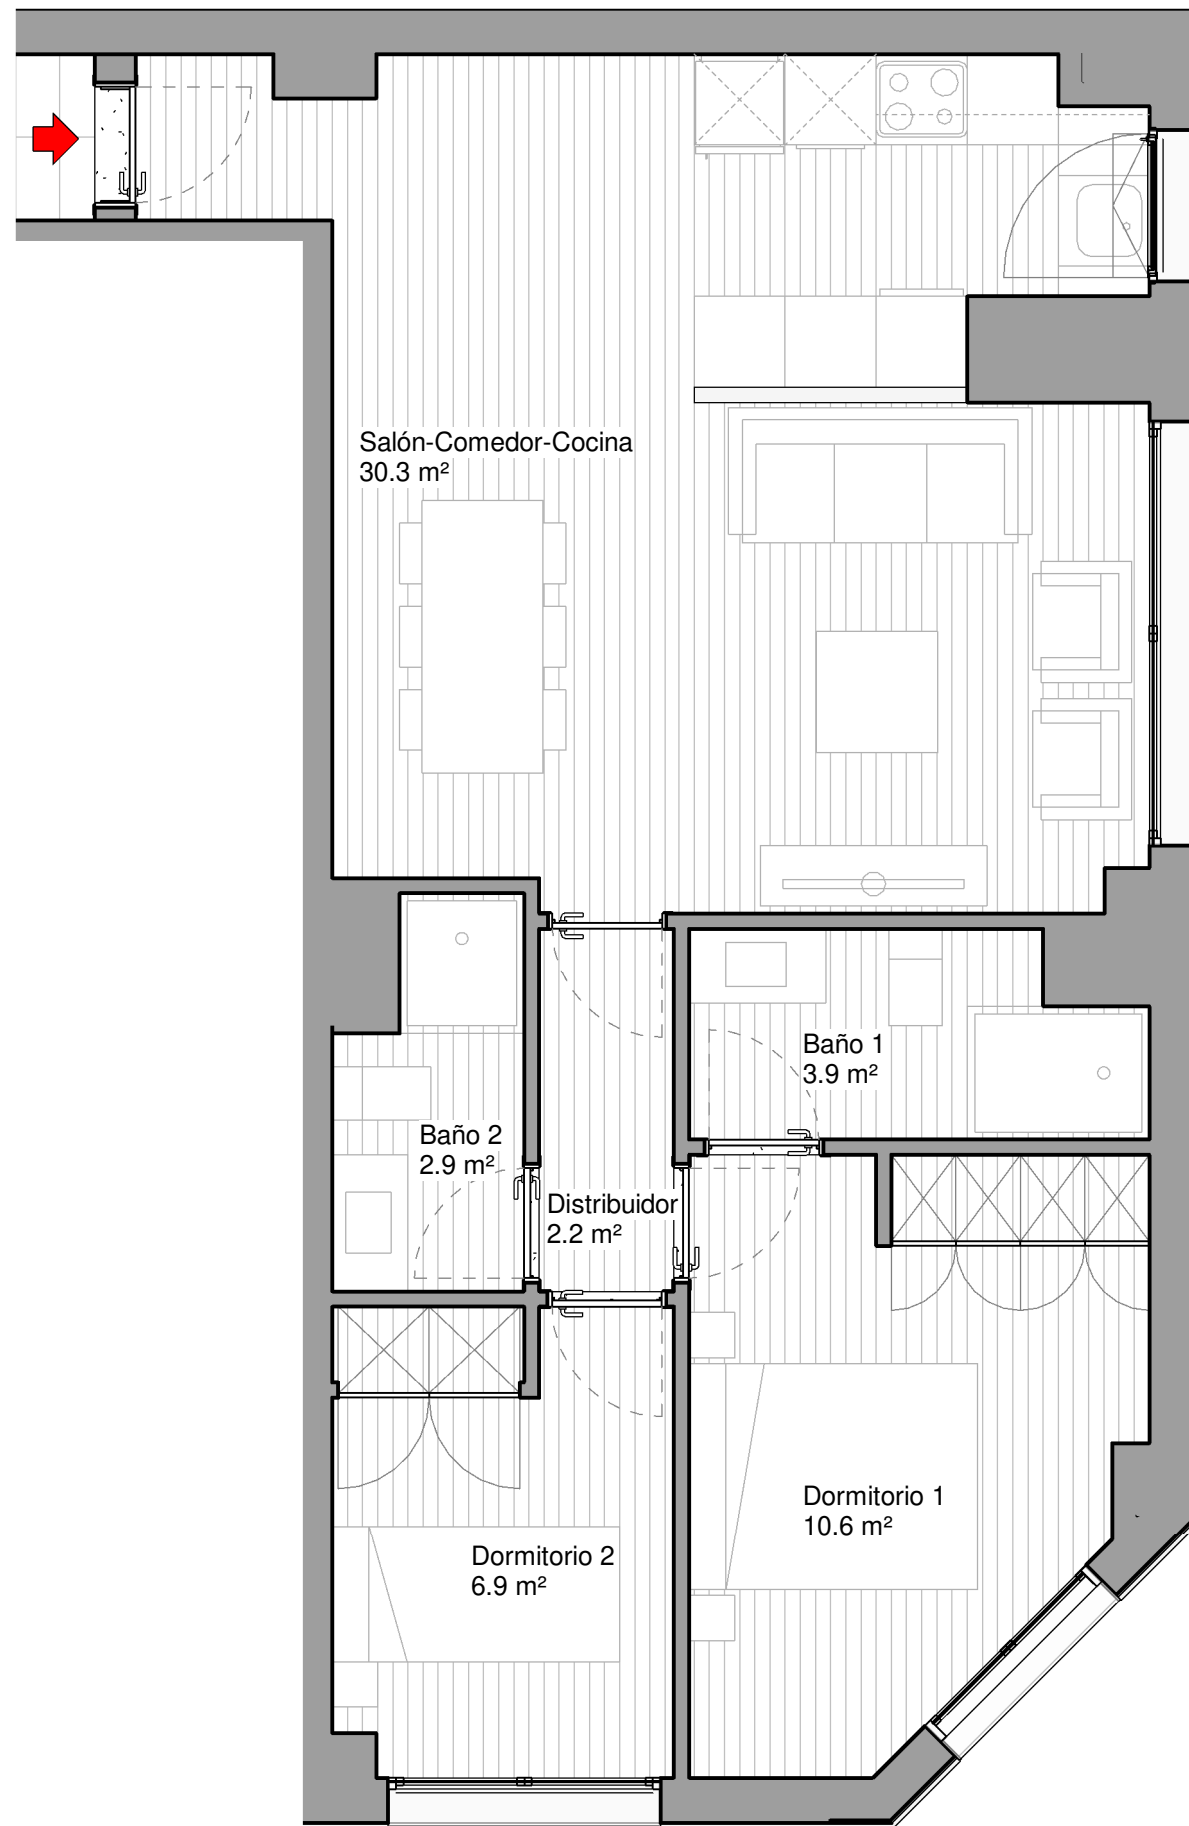 Salón-Comedor-Cocina
30.3 m²
Baño 1
3.9 m²
Baño 2
2.9 m²
Distribuidor
2.2 m²
Dormitorio 1
10.6 m²
Dormitorio 2
6.9 m²